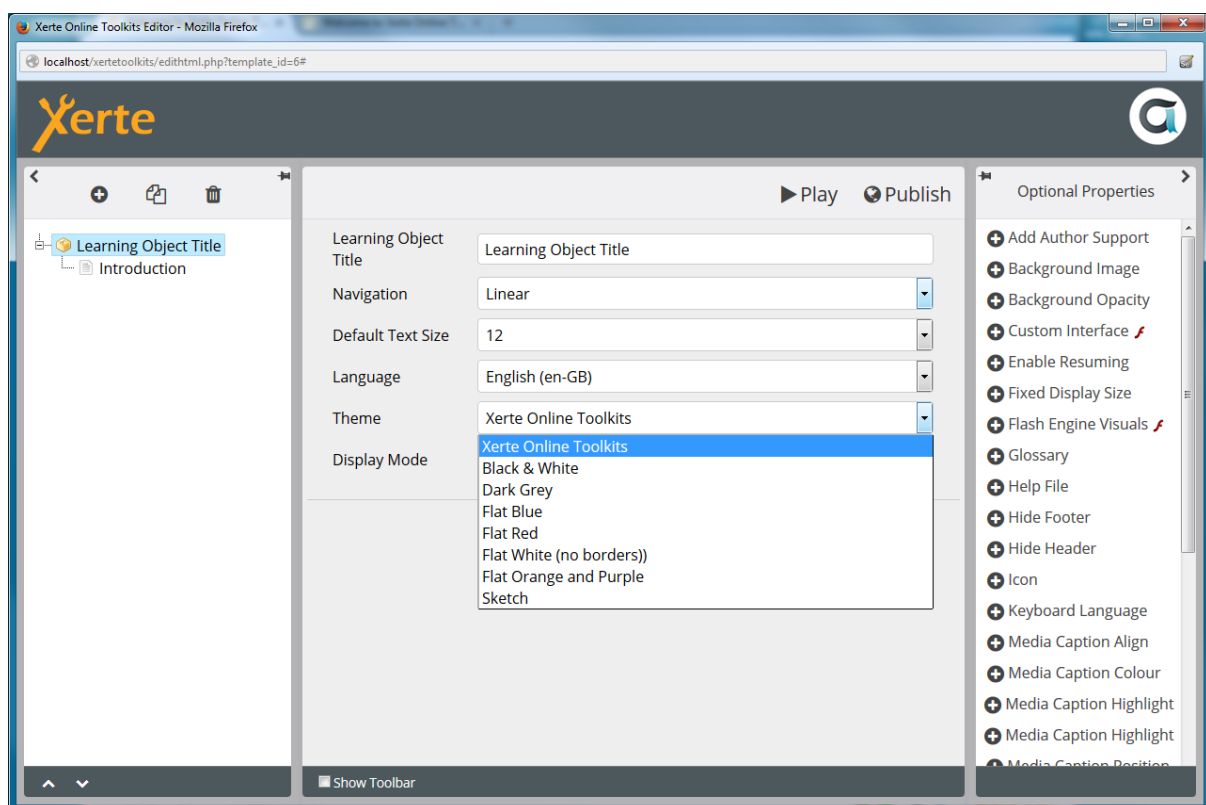 Xerte Online Toolkits Editor - Mozilla Firefox
localhost/xertetoolkits/edithtml.php?template_id=6#
Xerte
Play
Publish
Optional Properties
Learning Object Title
Introduction
Learning Object
Title
Learning Object Title
Navigation
Linear
Default Text Size
12
Language
English (en-GB)
Theme
Xerte Online Toolkits
Display Mode
Xerte Online Toolkits
Black & White
Dark Grey
Flat Blue
Flat Red
Flat White (no borders))
Flat Orange and Purple
Sketch
Add Author Support
Background Image
Background Opacity
Custom Interface
Enable Resuming
Fixed Display Size
Flash Engine Visuals
Glossary
Help File
Hide Footer
Hide Header
Icon
Keyboard Language
Media Caption Align
Media Caption Colour
Media Caption Highlight
Media Caption Highlight
Media Caption Position
Show Toolbar